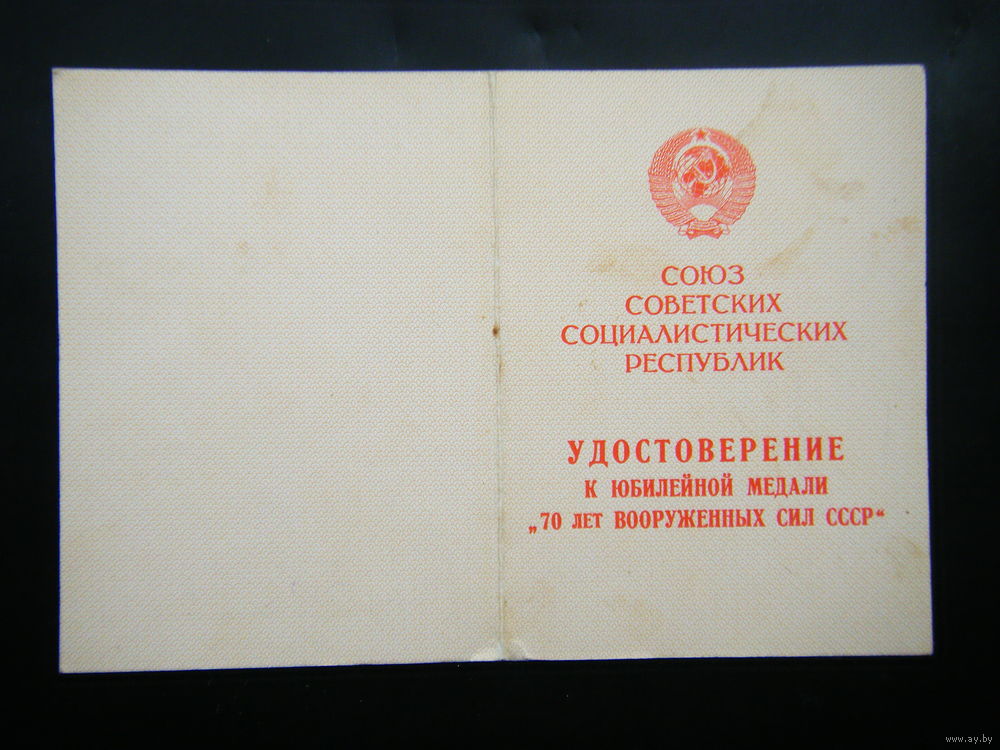 СОЮЗ
СОВЕТСКИХ
СОЦИАЛИСТИЧЕСКИХ
РЕСПУБЛИК
УДОСТОВЕРЕНИЕ
К ЮБИЛЕЙНОЙ МЕДАЛИ
„70 ЛЕТ ВООРУЖЕННЫХ СИЛ СССР“
www.ay.by